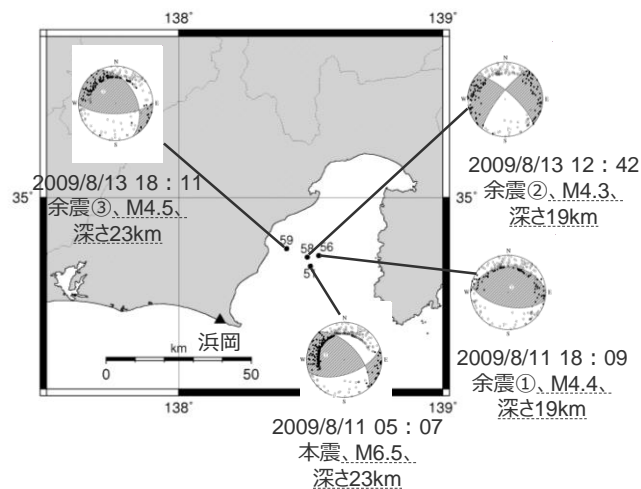 138°
139°
2009/8/13 18：11
余震③、M4.5、
深さ23km
2009/8/13 12：42
余震②、M4.3、
深さ19km
35°
35°
59
58
56
浜岡
km
0
50
2009/8/11 18：09
余震①、M4.4、
深さ19km
138°
139°
2009/8/11 05：07
本震、M6.5、
深さ23km
N
W
E
S
N
W
E
S
N
W
E
S
N
W
E
S